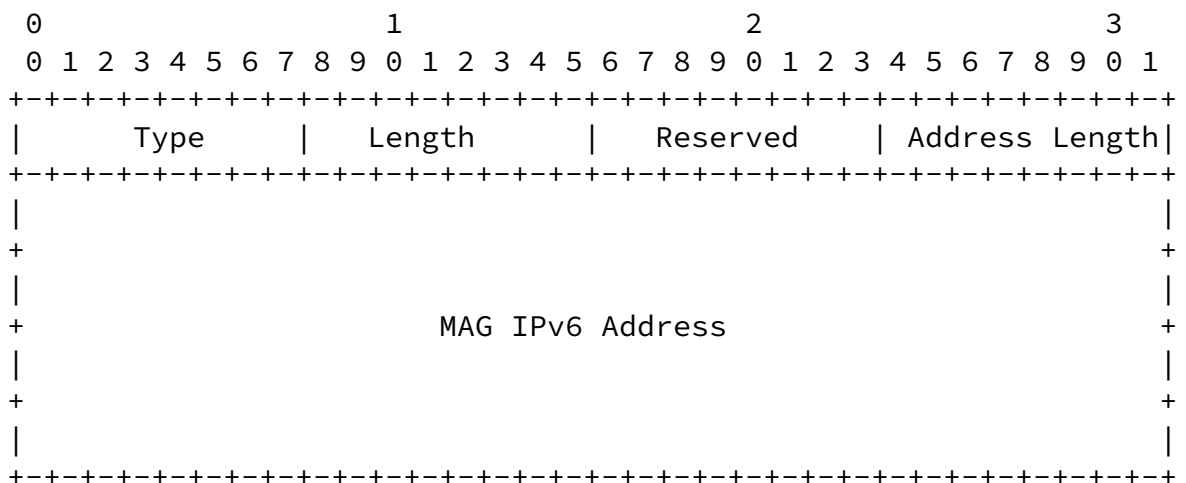 0                   1                   2                   3
 0 1 2 3 4 5 6 7 8 9 0 1 2 3 4 5 6 7 8 9 0 1 2 3 4 5 6 7 8 9 0 1
+-+-+-+-+-+-+-+-+-+-+-+-+-+-+-+-+-+-+-+-+-+-+-+-+-+-+-+-+-+-+-+-+
|      Type     |   Length      |   Reserved    | Address Length|
+-+-+-+-+-+-+-+-+-+-+-+-+-+-+-+-+-+-+-+-+-+-+-+-+-+-+-+-+-+-+-+-+
|                                                               |
+                                                               +
|                                                               |
+                       MAG IPv6 Address                        +
|                                                               |
+                                                               +
|                                                               |
+-+-+-+-+-+-+-+-+-+-+-+-+-+-+-+-+-+-+-+-+-+-+-+-+-+-+-+-+-+-+-+-+